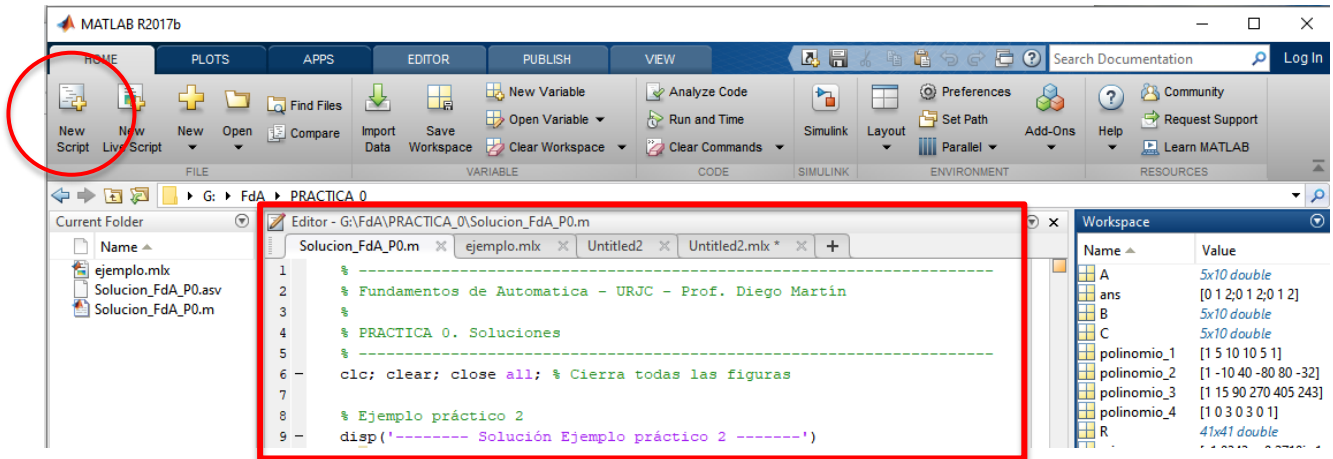 MATLAB R2017b
HOME PLOTS APPS EDITOR PUBLISH VIEW Search Documentation Log In
New Script
New Live Script
New
Open
Find Files
Compare
Import Data
Save Workspace
New Variable
Open Variable
Clear Workspace
Analyze Code
Run and Time
Clear Commands
Simulink
Layout
Preferences
Set Path
Parallel
Add-Ons
Help
Community
Request Support
Learn MATLAB
FILE VARIABLE CODE SIMULINK ENVIRONMENT RESOURCES
G: FdA PRACTICA_0
Current Folder
Name
ejemplo.mlx
Solucion_FdA_P0.asv
Solucion_FdA_P0.m
Editor - G:\FdA\PRACTICA_0\Solucion_FdA_P0.m
Solucion_FdA_P0.m ejemplo.mlx Untitled2 Untitled2.mlx * +
1 % --------------------------------------------------------------------
2 % Fundamentos de Automatica - URJC - Prof. Diego Martín
3 %
4 % PRACTICA 0. Soluciones
5 % --------------------------------------------------------------------
6 - clc; clear; close all; % Cierra todas las figuras
7
8 % Ejemplo práctico 2
9 - disp('-------- Solución Ejemplo práctico 2 -------')
Workspace
Name Value
A 5x10 double
ans [0 1 2;0 1 2;0 1 2]
B 5x10 double
C 5x10 double
polinomio_1 [1 5 10 10 5 1]
polinomio_2 [1 -10 40 -80 80 -32]
polinomio_3 [1 15 90 270 405 243]
polinomio_4 [1 0 3 0 3 0 1]
R 41x41 double